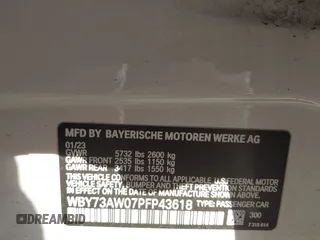 MFD BY BAYERISCHE MOTOREN WERKE AG
01/23
GVWR 5732 lbs 2600 kg
GAWR FRONT 2535 lbs 1150 kg
GAWR REAR 3417 lbs 1550 kg
THIS VEHICLE CONFORMS TO ALL APPLICABLE U.S. FEDERAL MOTOR
VEHICLE SAFETY, BUMPER AND THEFT PREVENTION STANDARDS IN
EFFECT ON THE DATE OF MANUFACTURE SHOWN ABOVE.
WBY73AW07PFP43618 TYPE: PASSENGER CAR
300
DREAMBID